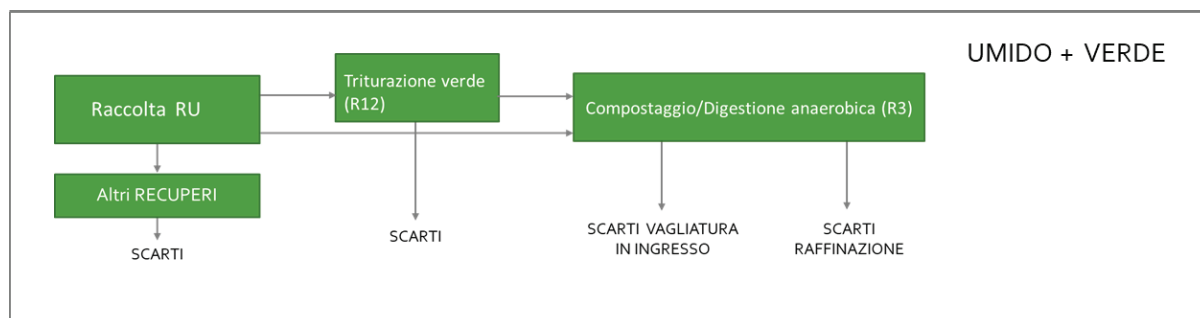 UMIDO + VERDE
Raccolta RU
Triturazione verde
(R12)
Compostaggio/Digestione anaerobica (R3)
Altri RECUPERI
SCARTI
SCARTI
SCARTI VAGLIATURA
IN INGRESSO
SCARTI
RAFFINAZIONE